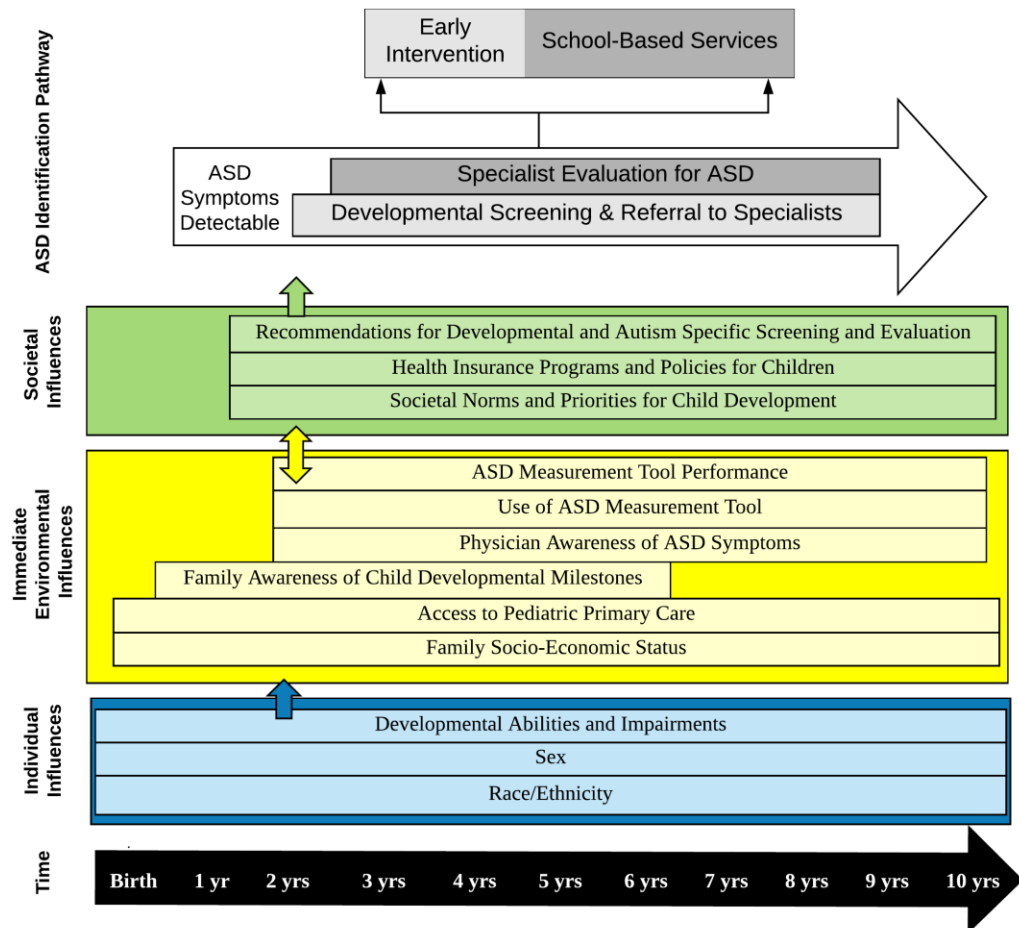 ASD Identification Pathway
Early
Intervention
School-Based Services
ASD
Symptoms
Detectable
Specialist Evaluation for ASD
Developmental Screening & Referral to Specialists
Societal
Influences
Recommendations for Developmental and Autism Specific Screening and Evaluation
Health Insurance Programs and Policies for Children
Societal Norms and Priorities for Child Development
Immediate
Environmental
Influences
ASD Measurement Tool Performance
Use of ASD Measurement Tool
Physician Awareness of ASD Symptoms
Family Awareness of Child Developmental Milestones
Access to Pediatric Primary Care
Family Socio-Economic Status
Individual
Influences
Developmental Abilities and Impairments
Sex
Race/Ethnicity
Time
Birth 1 yr 2 yrs 3 yrs 4 yrs 5 yrs 6 yrs 7 yrs 8 yrs 9 yrs 10 yrs